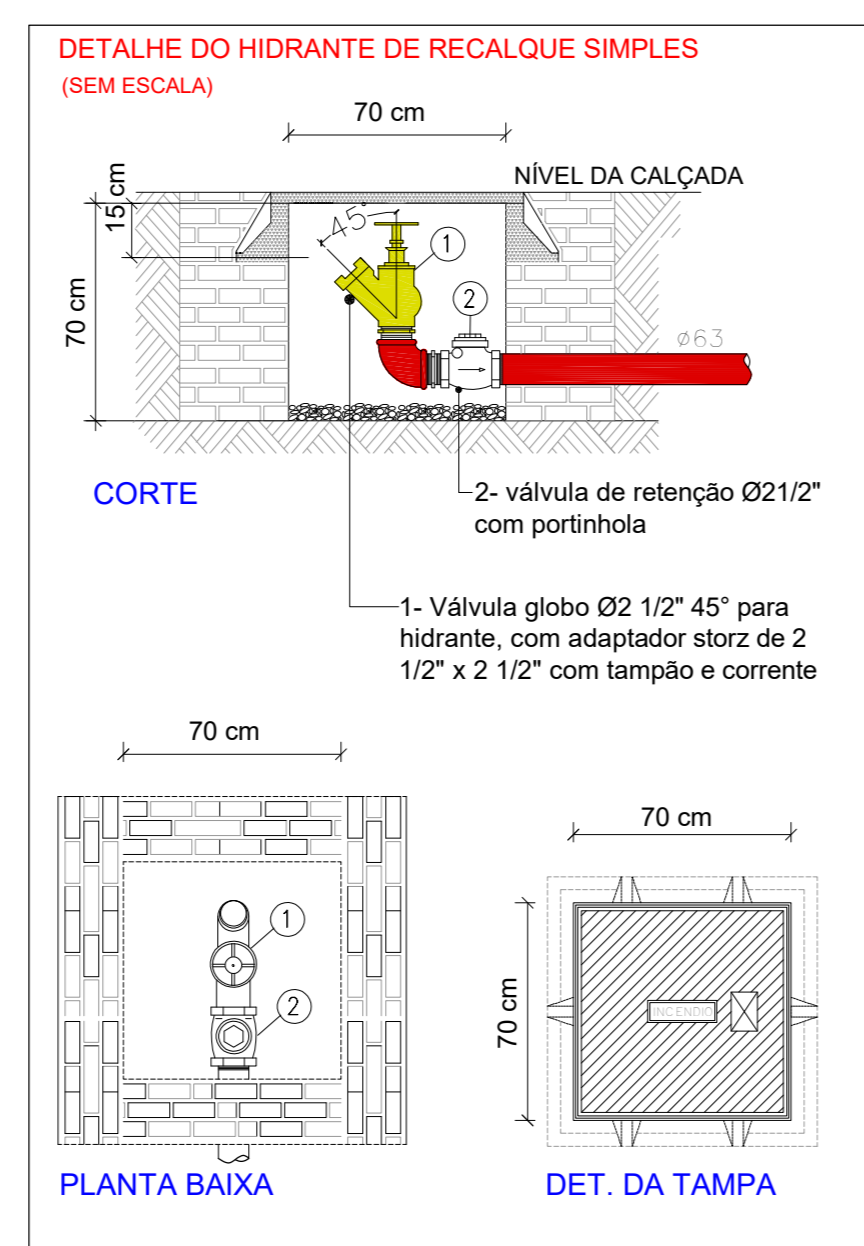 DETALHE DO HIDRANTE DE RECALQUE SIMPLES
(SEM ESCALA)
70 cm
NÍVEL DA CALÇADA
15 cm
45°
1
2
70 cm
Ø63
CORTE
2- válvula de retenção Ø21/2"
com portinhola
1- Válvula globo Ø2 1/2" 45° para
hidrante, com adaptador storz de 2
1/2" x 2 1/2" com tampão e corrente
70 cm
1
2
PLANTA BAIXA
70 cm
70 cm
INCENDIO
DET. DA TAMPA